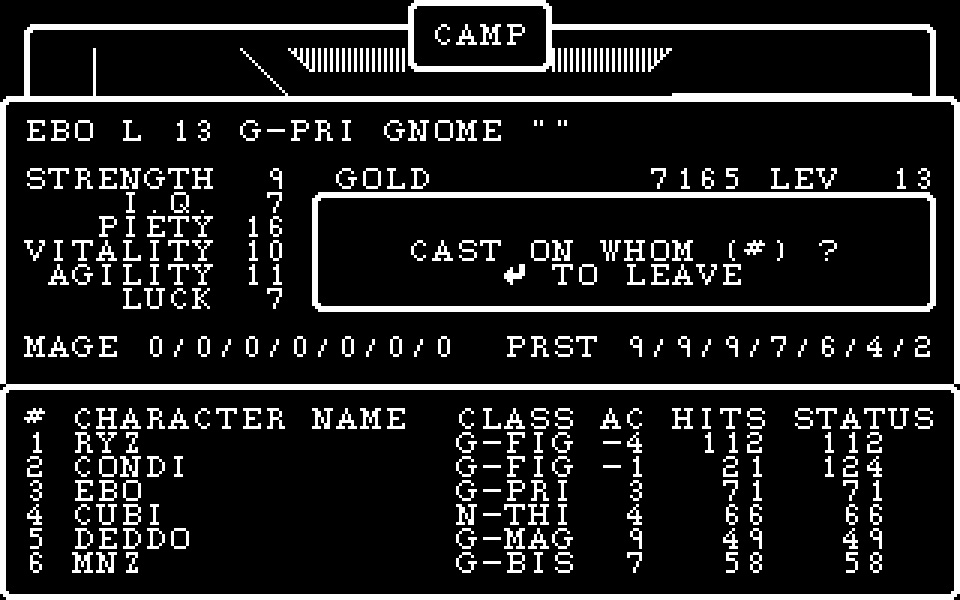 CAMP
EBO L 13 G-PRI GNOME ""
STRENGTH 9 GOLD 7165 LEV 13
I.Q. 7
PIETY 16
VITALITY 10 CAST ON WHOM (#) ?
AGILITY 11 ↵ TO LEAVE
LUCK 7
MAGE 0/0/0/0/0/0/0 PRST 9/9/9/7/6/4/2
# CHARACTER NAME CLASS AC HITS STATUS
1 RYZ G-FIG -4 112 112
2 CONDI G-FIG -1 21 124
3 EBO G-PRI 3 71 71
4 CUBI N-THI 4 66 66
5 DEDDO G-MAG 9 49 49
6 MNZ G-BIS 7 58 58